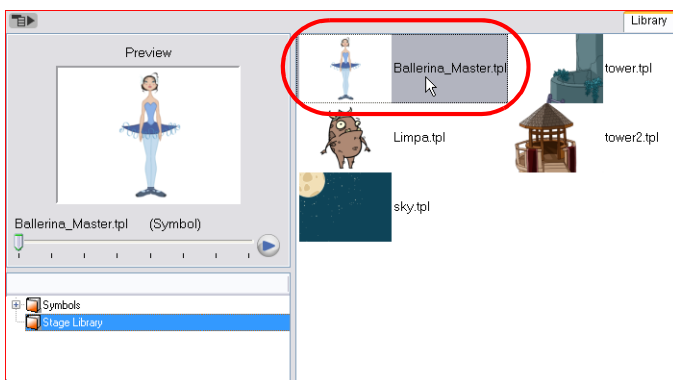 Library
Preview
Ballerina_Master.tpl (Symbol)
Symbols
Stage Library
Ballerina_Master.tpl
tower.tpl
Limpa.tpl
tower2.tpl
sky.tpl